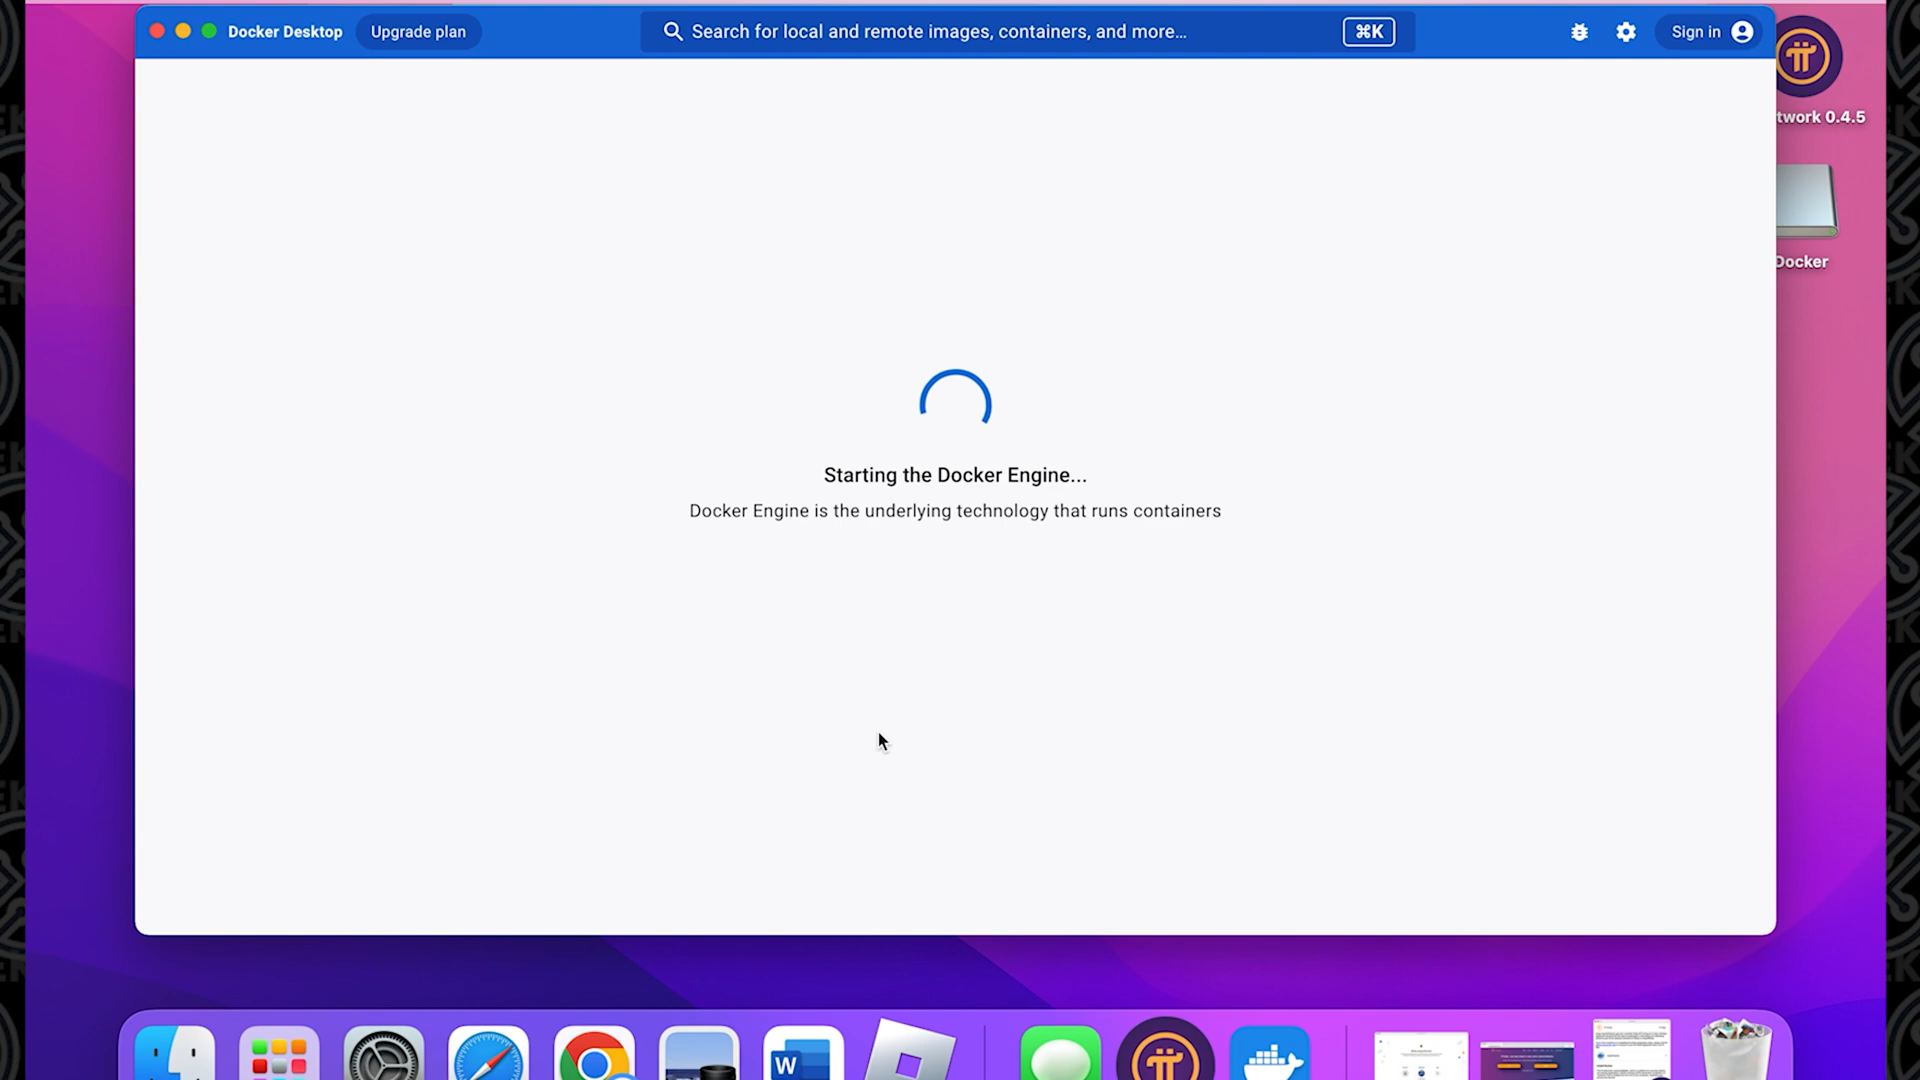 Docker Desktop
Upgrade plan
Search for local and remote images, containers, and more...
⌘K
Sign in
twork 0.4.5
Docker
Starting the Docker Engine...
Docker Engine is the underlying technology that runs containers
W